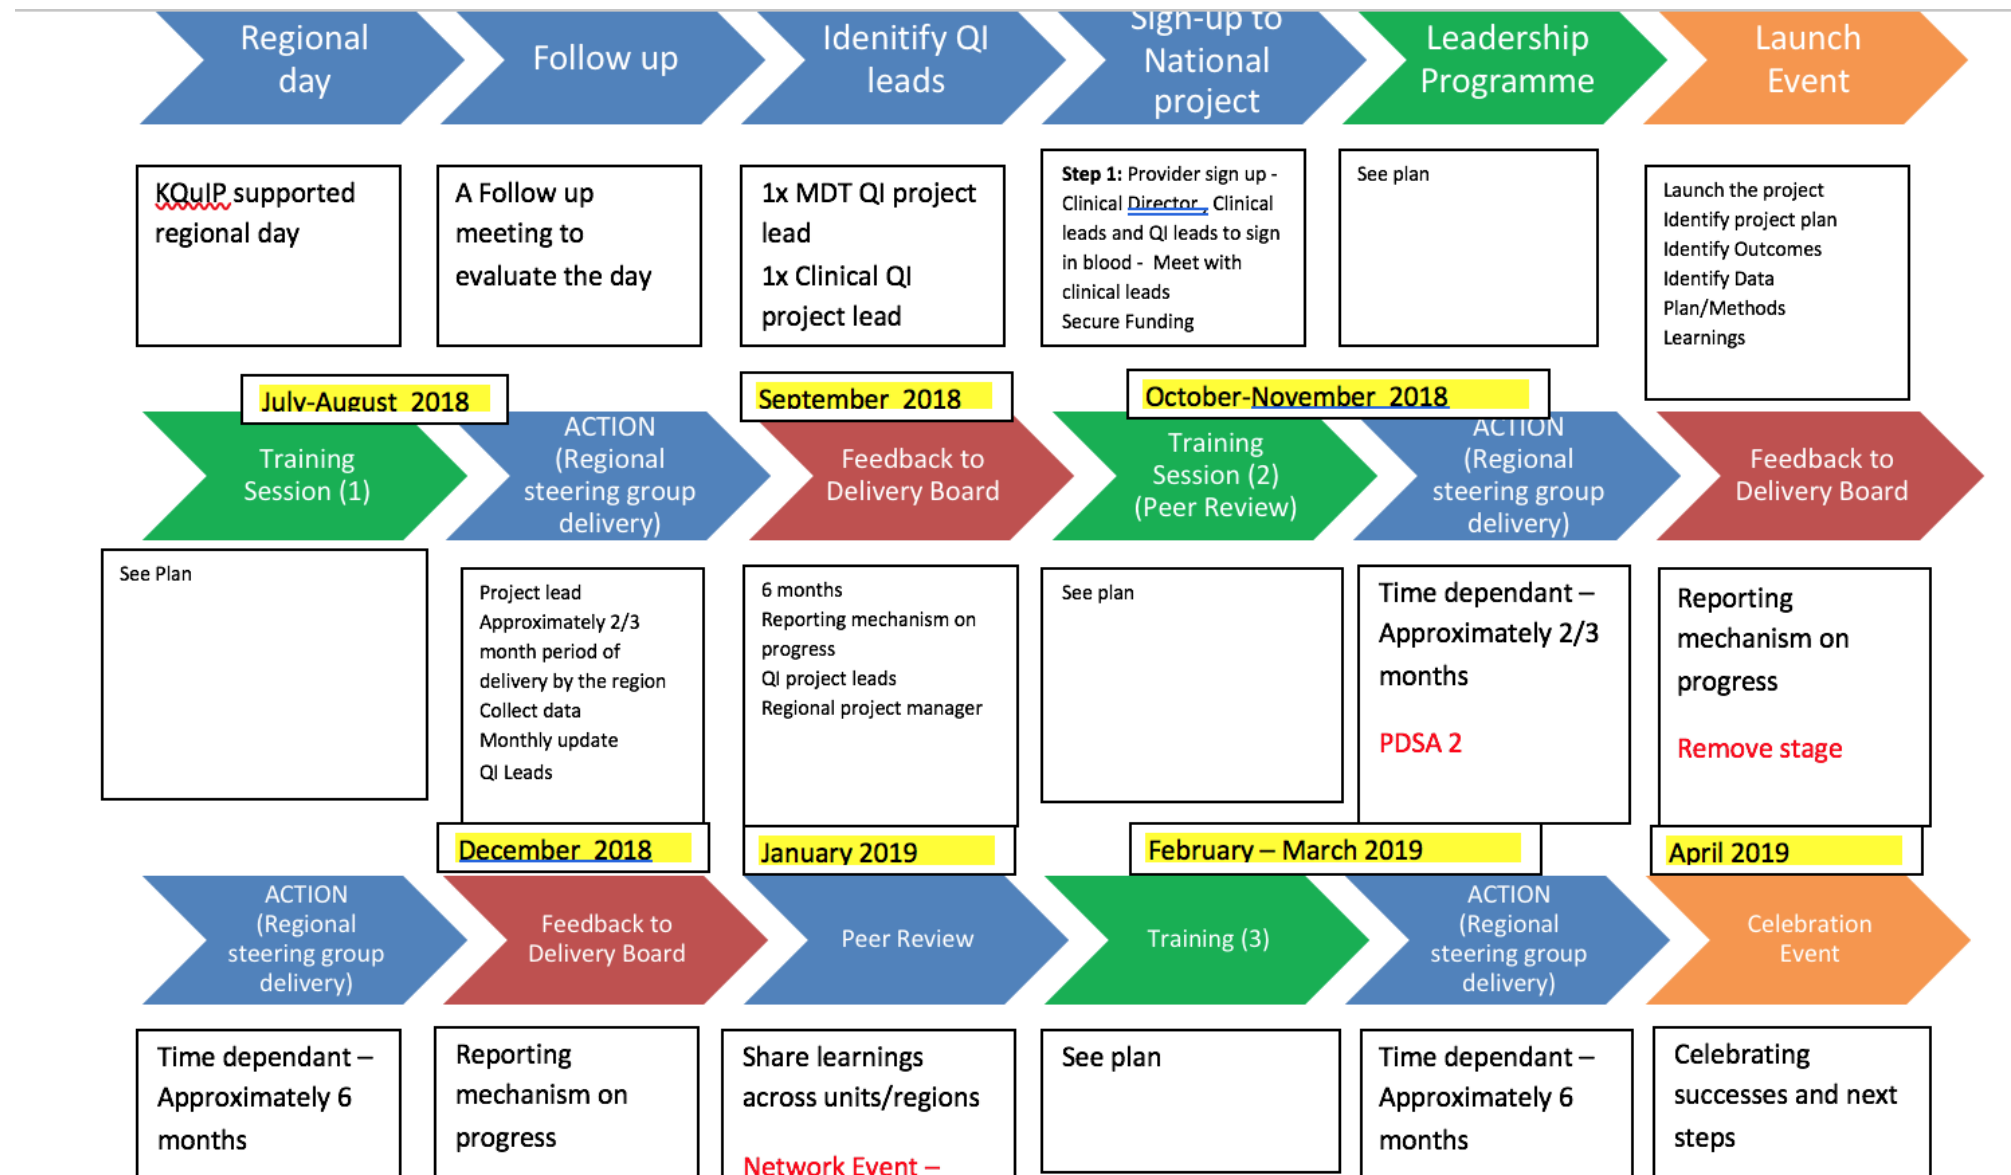 Regional
day
Follow up
Idenitify QI
leads
Sign-up to
National
project
Leadership
Programme
Launch
Event
KQuIP supported
regional day
A Follow up
meeting to
evaluate the day
1x MDT QI project
lead
1x Clinical QI
project lead
Step 1: Provider sign up -
Clinical Director , Clinical
leads and QI leads to sign
in blood - Meet with
clinical leads
Secure Funding
See plan
Launch the project
Identify project plan
Identify Outcomes
Identify Data
Plan/Methods
Learnings
July-August 2018
September 2018
October-November 2018
Training
Session (1)
ACTION
(Regional
steering group
delivery)
Feedback to
Delivery Board
Training
Session (2)
(Peer Review)
ACTION
(Regional
steering group
delivery)
Feedback to
Delivery Board
See Plan
Project lead
Approximately 2/3
month period of
delivery by the region
Collect data
Monthly update
QI Leads
6 months
Reporting mechanism on
progress
QI project leads
Regional project manager
See plan
Time dependant –
Approximately 2/3
months
PDSA 2
Reporting
mechanism on
progress
Remove stage
December 2018
January 2019
February – March 2019
April 2019
ACTION
(Regional
steering group
delivery)
Feedback to
Delivery Board
Peer Review
Training (3)
ACTION
(Regional
steering group
delivery)
Celebration
Event
Time dependant –
Approximately 6
months
Reporting
mechanism on
progress
Share learnings
across units/regions
Network Event –
See plan
Time dependant –
Approximately 6
months
Celebrating
successes and next
steps